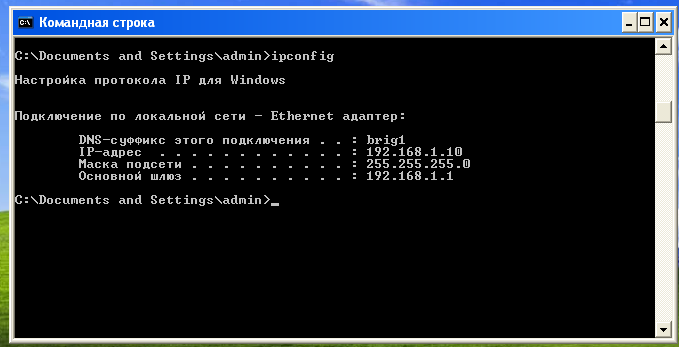 Командная строка
C:\Documents and Settings\admin>ipconfig
Настройка протокола IP для Windows
Подключение по локальной сети - Ethernet адаптер:
DNS-суффикс этого подключения . . : brig1
IP-адрес . . . . . . . . . . . . : 192.168.1.10
Маска подсети . . . . . . . . . . : 255.255.255.0
Основной шлюз . . . . . . . . . . : 192.168.1.1
C:\Documents and Settings\admin>_